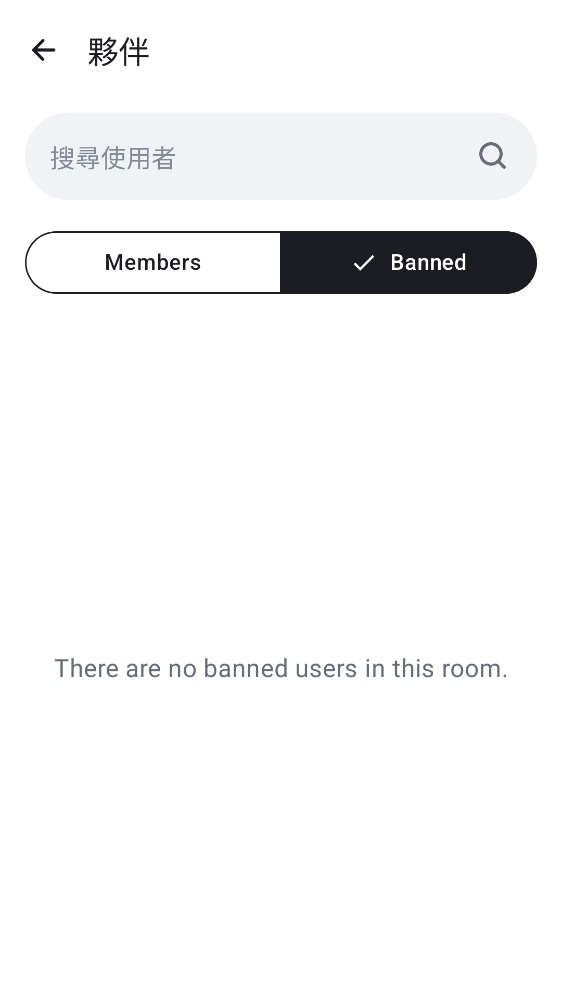 夥伴
搜尋使用者
Members
Banned
There are no banned users in this room.